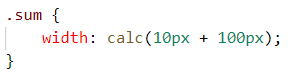 .sum {
    width: calc(10px + 100px);
}